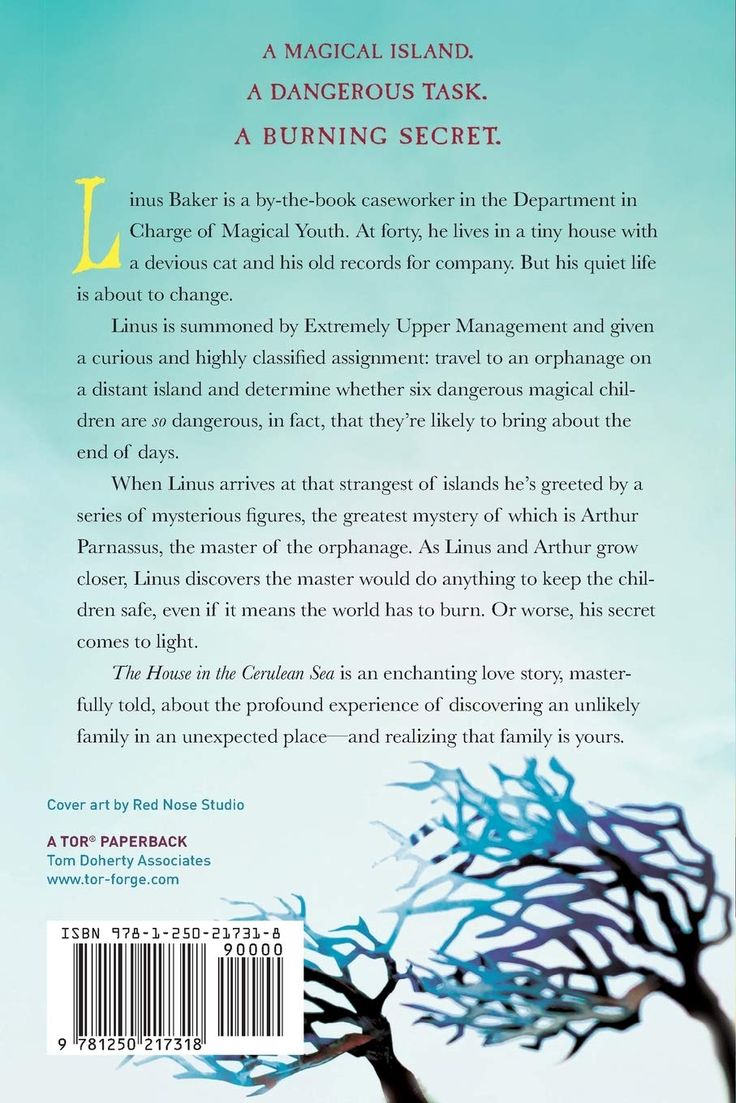 A MAGICAL ISLAND.
A DANGEROUS TASK.
A BURNING SECRET.
Linus Baker is a by-the-book caseworker in the Department in
Charge of Magical Youth. At forty, he lives in a tiny house with
a devious cat and his old records for company. But his quiet life
is about to change.
Linus is summoned by Extremely Upper Management and given
a curious and highly classified assignment: travel to an orphanage on
a distant island and determine whether six dangerous magical chil-
dren are so dangerous, in fact, that they're likely to bring about the
end of days.
When Linus arrives at that strangest of islands he's greeted by a
series of mysterious figures, the greatest mystery of which is Arthur
Parnassus, the master of the orphanage. As Linus and Arthur grow
closer, Linus discovers the master would do anything to keep the chil-
dren safe, even if it means the world has to burn. Or worse, his secret
comes to light.
The House in the Cerulean Sea is an enchanting love story, master-
fully told, about the profound experience of discovering an unlikely
family in an unexpected place—and realizing that family is yours.
Cover art by Red Nose Studio
A TOR® PAPERBACK
Tom Doherty Associates
www.tor-forge.com
ISBN 978-1-250-21731-8
90000
9 781250 217318